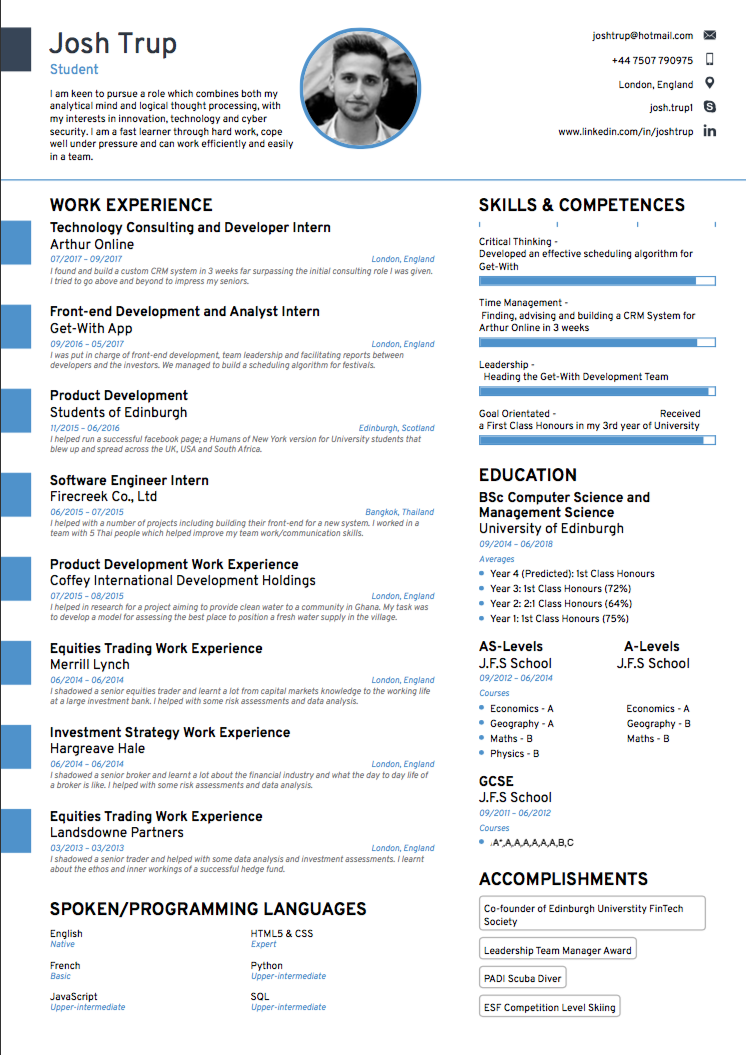 Josh Trup
Student
I am keen to pursue a role which combines both my
analytical mind and logical thought processing, with
my interests in innovation, technology and cyber
security. I am a fast learner through hard work, cope
well under pressure and can work efficiently and easily
in a team.
joshtrup@hotmail.com
+44 7507 790975
London, England
josh.trup1
www.linkedin.com/in/joshtrup
WORK EXPERIENCE
Technology Consulting and Developer Intern
Arthur Online
07/2017 – 09/2017 London, England
I found and build a custom CRM system in 3 weeks far surpassing the initial consulting role I was given.
I tried to go above and beyond to impress my seniors.
Front-end Development and Analyst Intern
Get-With App
09/2016 – 05/2017 London, England
I was put in charge of front-end development, team leadership and facilitating reports between
developers and the investors. We managed to build a scheduling algorithm for festivals.
Product Development
Students of Edinburgh
11/2015 – 06/2016 Edinburgh, Scotland
I helped run a successful facebook page; a Humans of New York version for University students that
blew up and spread across the UK, USA and South Africa.
Software Engineer Intern
Firecreek Co., Ltd
06/2015 – 07/2015 Bangkok, Thailand
I helped with a number of projects including building their front-end for a new system. I worked in a
team with 5 Thai people which helped improve my team work/communication skills.
Product Development Work Experience
Coffey International Development Holdings
07/2015 – 08/2015 London, England
I helped in research for a project aiming to provide clean water to a community in Ghana. My task was
to develop a model for assessing the best place to position a fresh water supply in the village.
Equities Trading Work Experience
Merrill Lynch
06/2014 – 06/2014 London, England
I shadowed a senior equities trader and learnt a lot from capital markets knowledge to the working life
at a large investment bank. I helped with some risk assessments and data analysis.
Investment Strategy Work Experience
Hargreave Hale
06/2014 – 06/2014 London, England
I shadowed a senior broker and learnt a lot about the financial industry and what the day to day life of
a broker is like. I helped with some risk assessments and data analysis.
Equities Trading Work Experience
Landsdowne Partners
03/2013 – 03/2013 London, England
I shadowed a senior trader and helped with some data analysis and investment assessments. I learnt
about the ethos and inner workings of a successful hedge fund.
SPOKEN/PROGRAMMING LANGUAGES
English
Native
HTML5 & CSS
Expert
French
Basic
Python
Upper-intermediate
JavaScript
Upper-intermediate
SQL
Upper-intermediate
SKILLS & COMPETENCES
Critical Thinking -
Developed an effective scheduling algorithm for
Get-With
Time Management -
Finding, advising and building a CRM System for
Arthur Online in 3 weeks
Leadership -
Heading the Get-With Development Team
Goal Orientated - Received
a First Class Honours in my 3rd year of University
EDUCATION
BSc Computer Science and
Management Science
University of Edinburgh
09/2014 – 06/2018
Averages
Year 4 (Predicted): 1st Class Honours
Year 3: 1st Class Honours (72%)
Year 2: 2:1 Class Honours (64%)
Year 1: 1st Class Honours (75%)
AS-Levels A-Levels
J.F.S School J.F.S School
09/2012 – 06/2014
Courses
Economics - A Economics - A
Geography - A Geography - B
Maths - B Maths - B
Physics - B
GCSE
J.F.S School
09/2011 – 06/2012
Courses
.A*,A,A,A,A,A,A,B,C
ACCOMPLISHMENTS
Co-founder of Edinburgh Universtity FinTech
Society
Leadership Team Manager Award
PADI Scuba Diver
ESF Competition Level Skiing